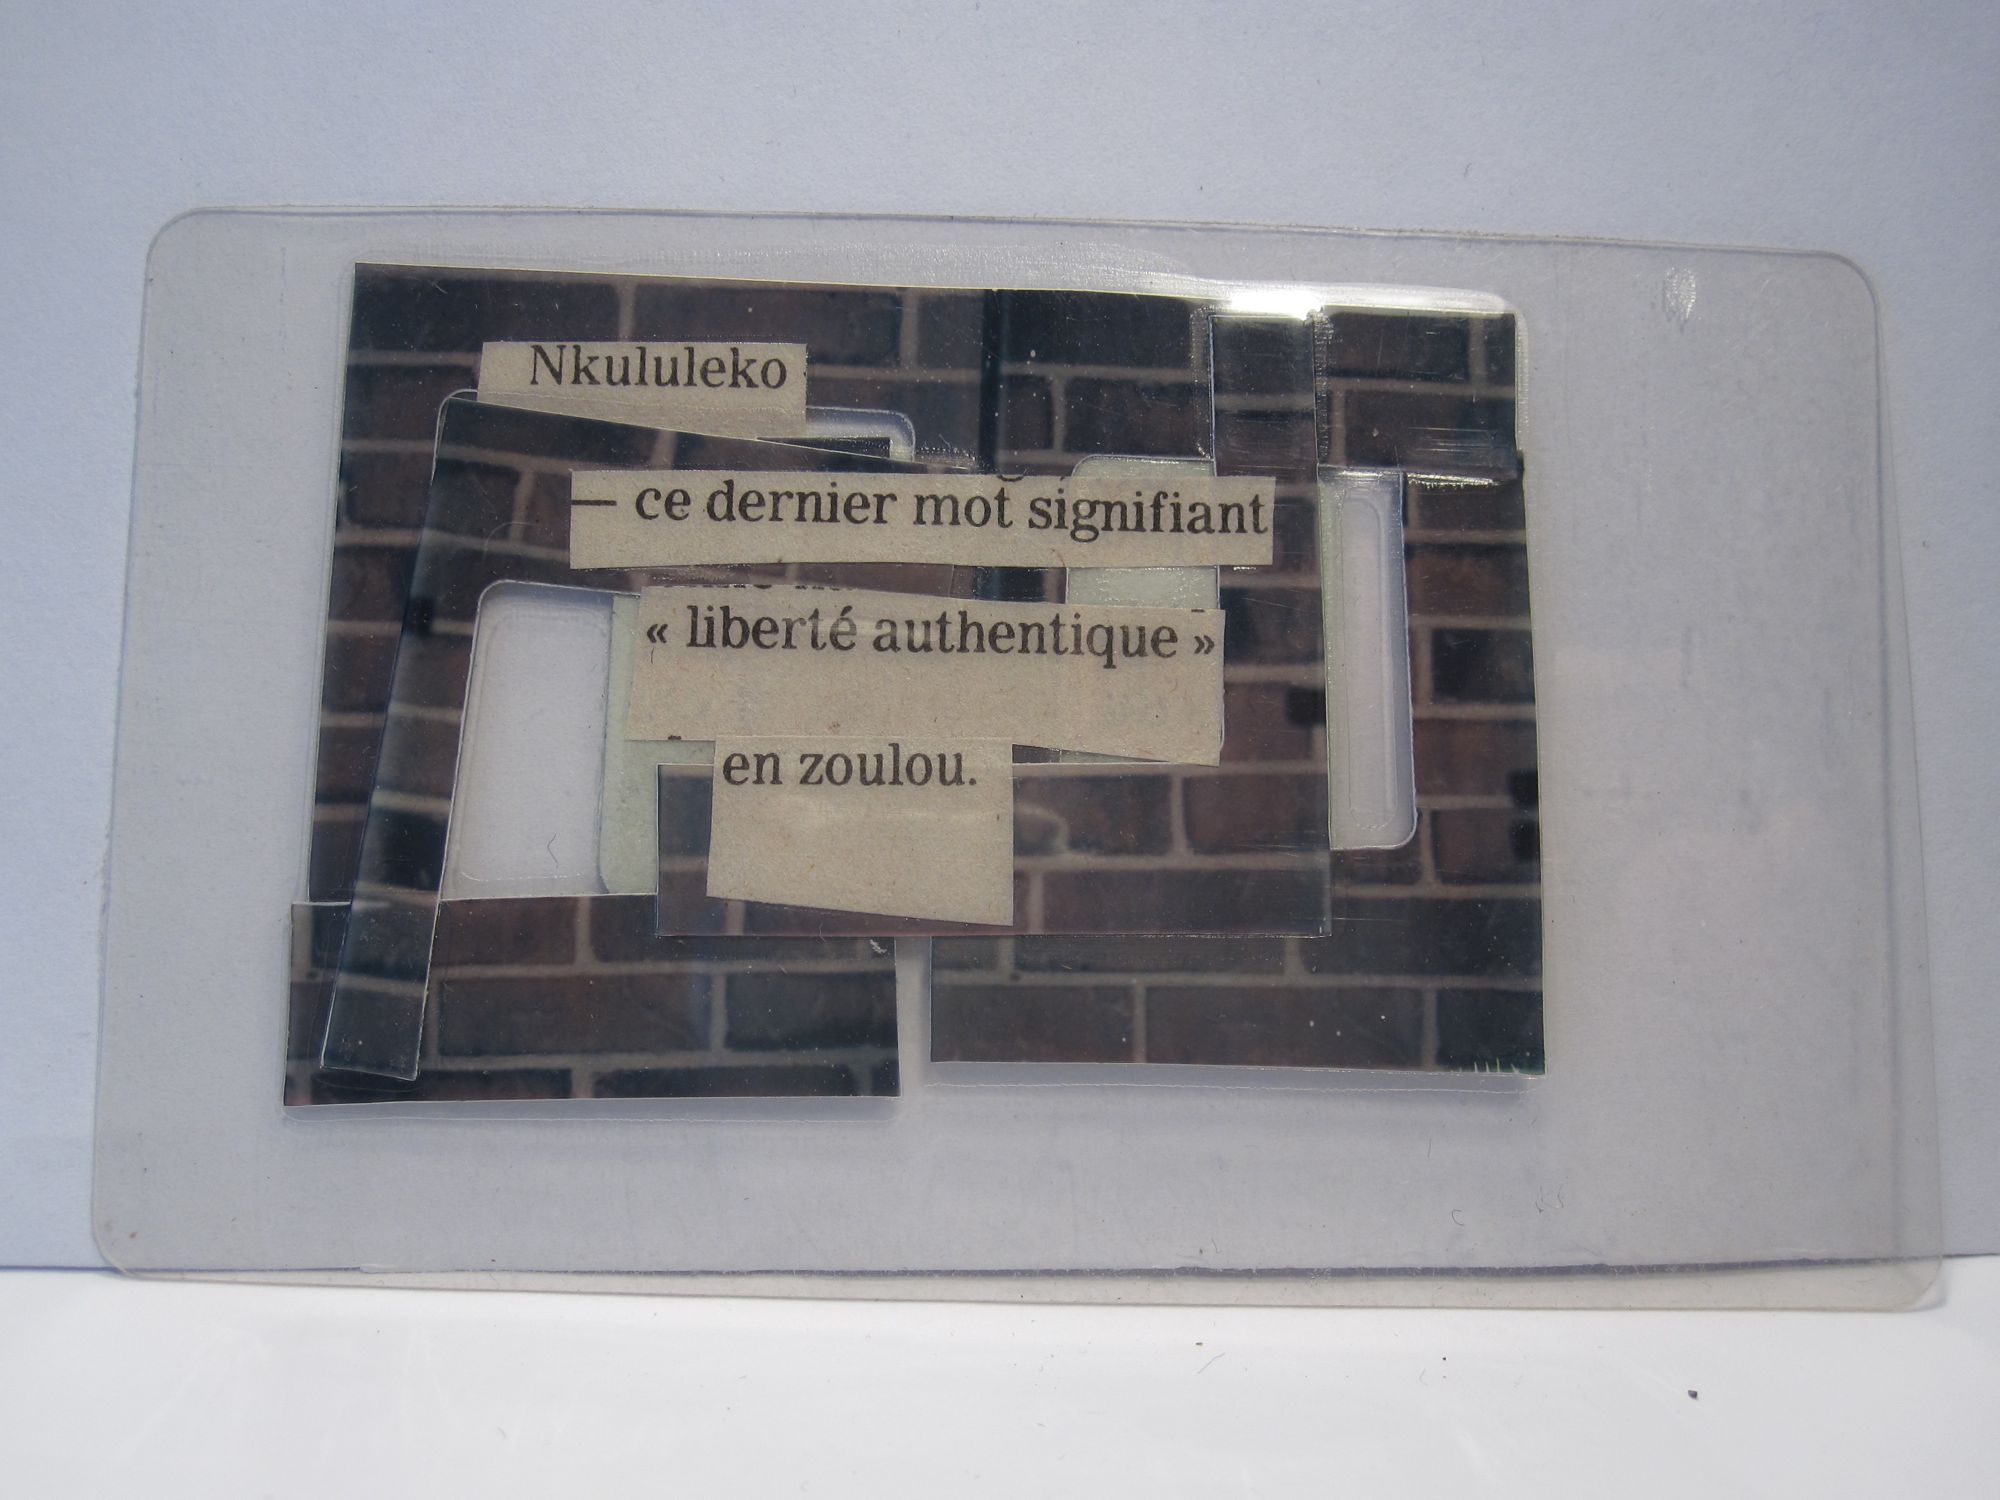 Nkululeko
— ce dernier mot signifiant
« liberté authentique »
en zoulou.